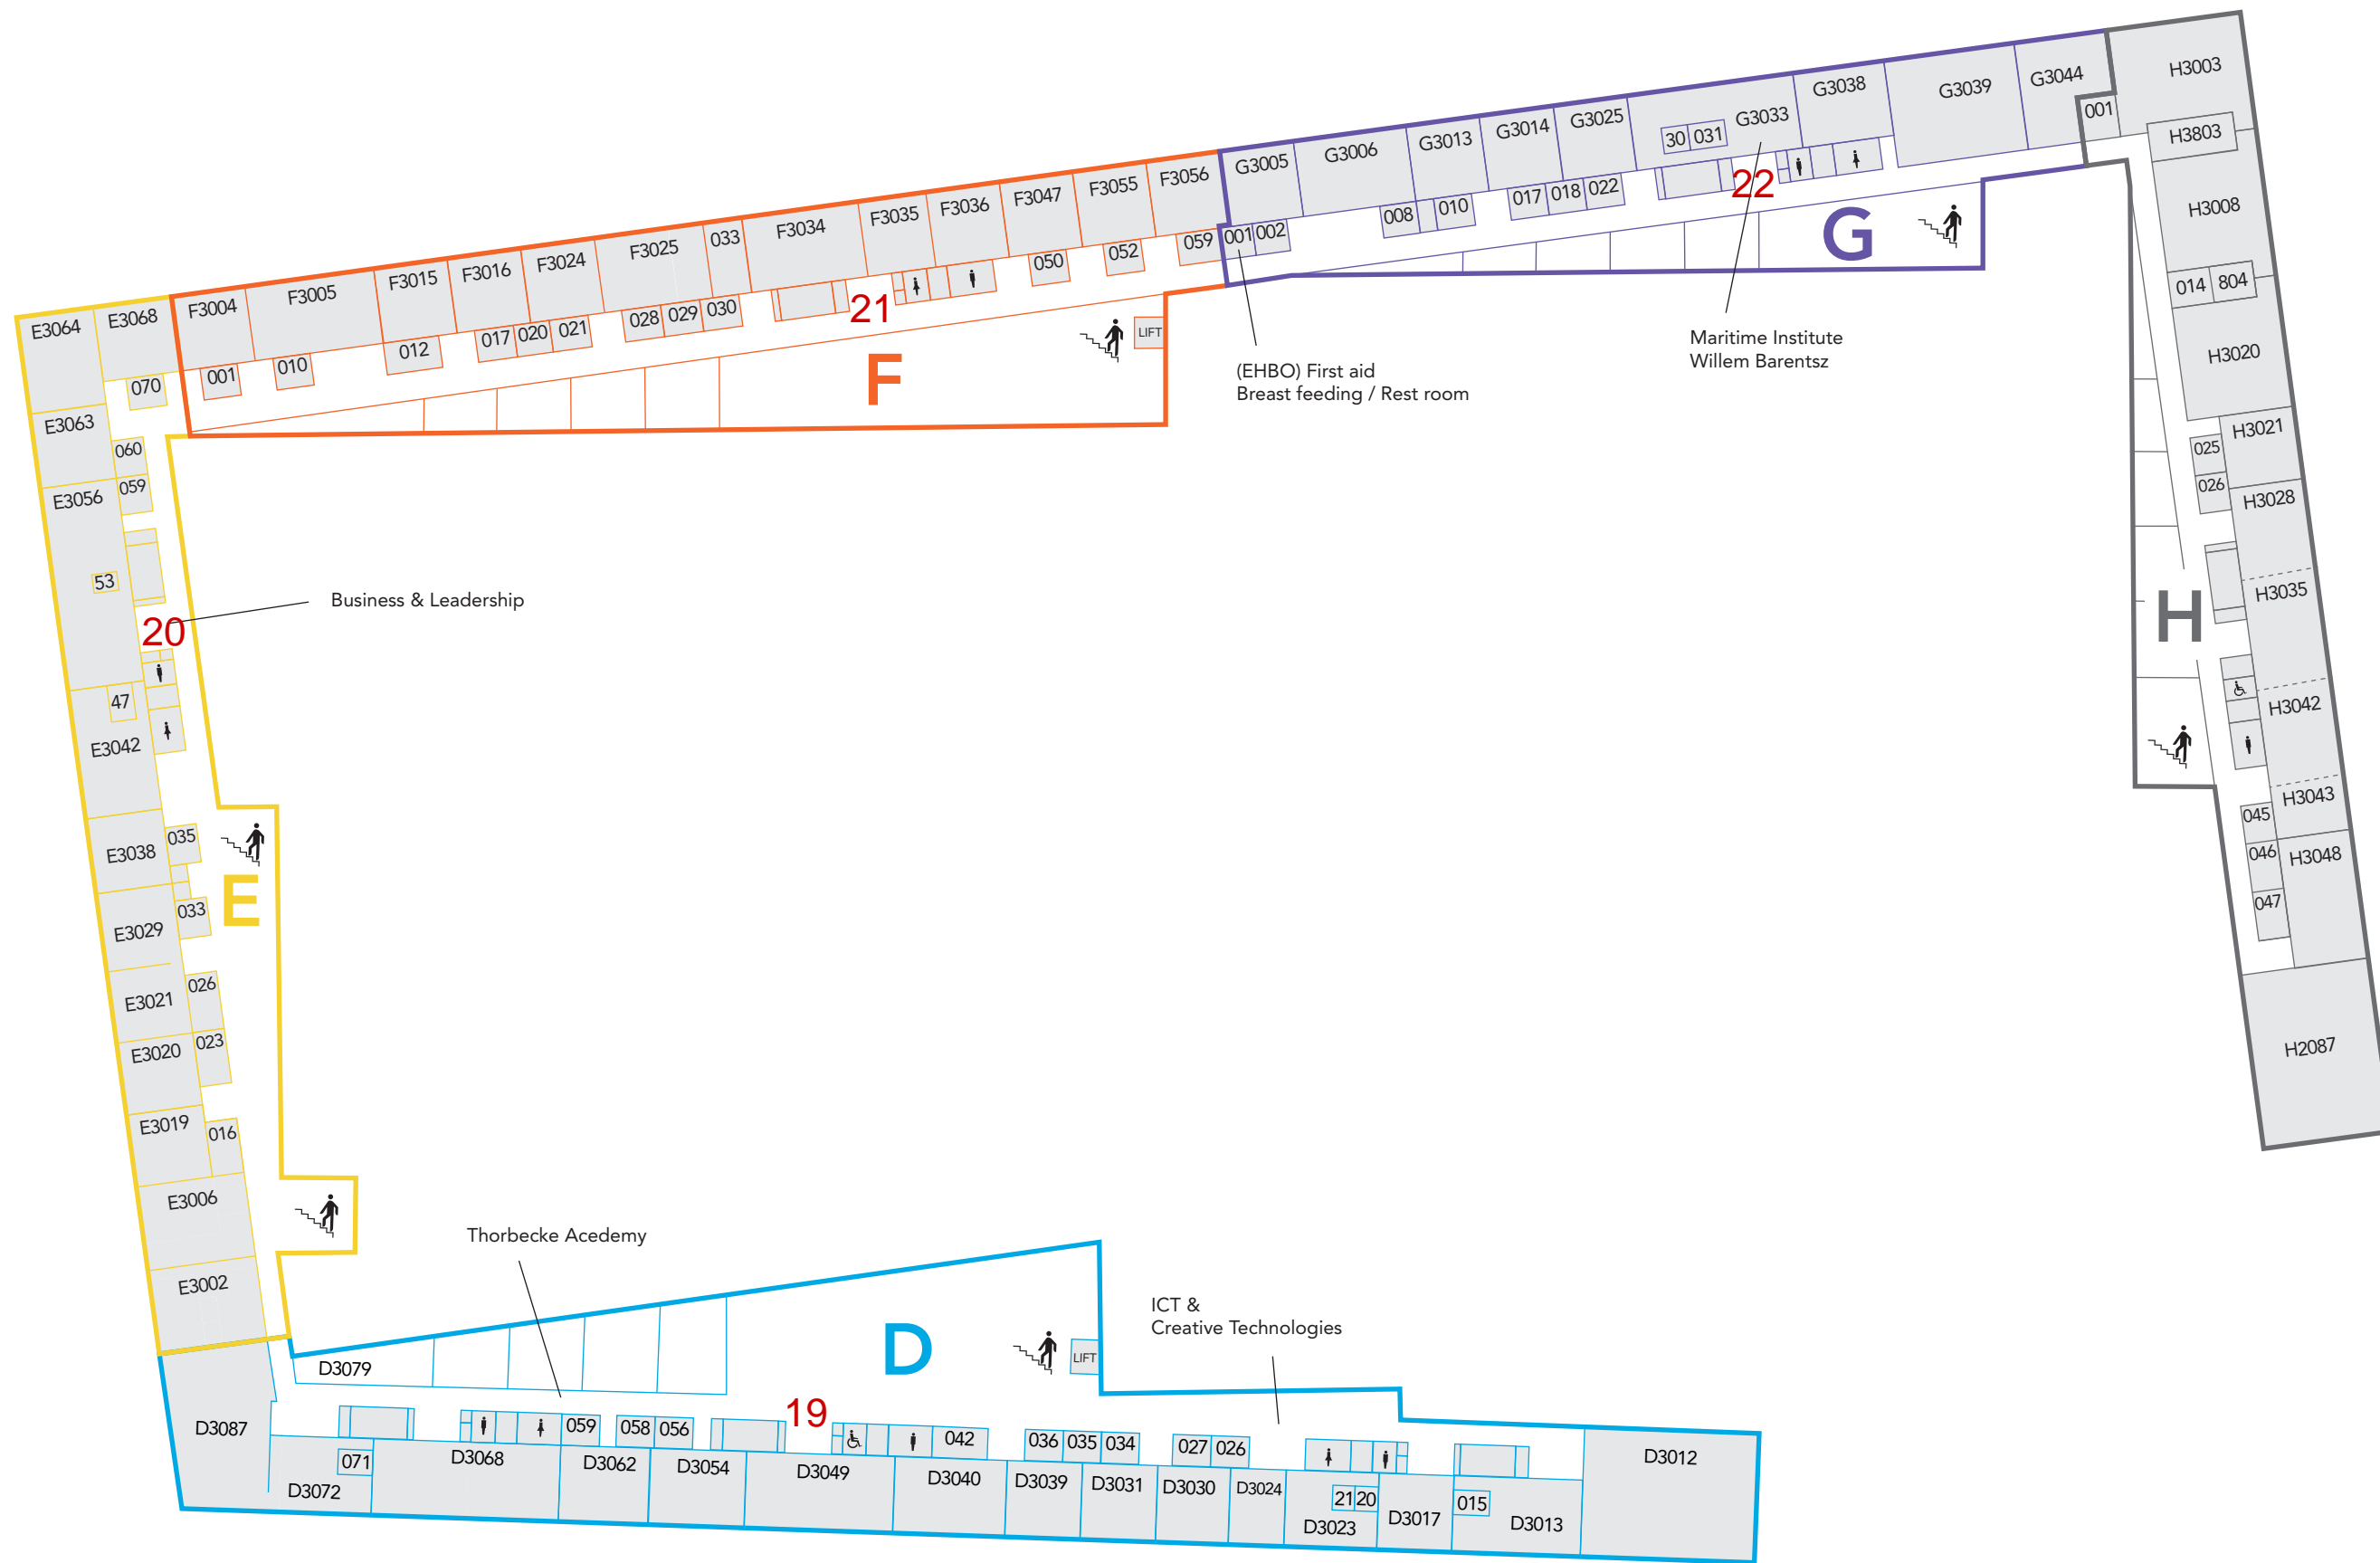 H3003
G3044
G3039
G3038
001
H3803
G3033
30
031
G3025
G3014
G3013
G3006
G3005
22
H3008
F3056
F3055
F3047
F3036
F3035
F3034
033
F3025
F3024
F3016
F3015
F3005
F3004
017
018
022
008
010
001
002
G
059
052
050
21
014
804
E3068
E3064
030
029
028
021
020
017
012
010
001
LIFT
F
Maritime Institute
Willem Barentsz
(EHBO) First aid
Breast feeding / Rest room
H3020
070
E3063
060
059
E3056
H3021
025
026
H3028
53
H3035
H
Business & Leadership
20
47
E3042
H3042
H3043
045
046
H3048
047
035
E3038
E
033
E3029
026
E3021
023
E3020
H2087
E3019
016
E3006
E3002
Thorbecke Acedemy
ICT &
Creative Technologies
D
LIFT
D3079
19
D3087
059
058
056
042
036
035
034
027
026
071
D3072
D3068
D3062
D3054
D3049
D3040
D3039
D3031
D3030
D3024
21
20
D3023
D3017
015
D3013
D3012